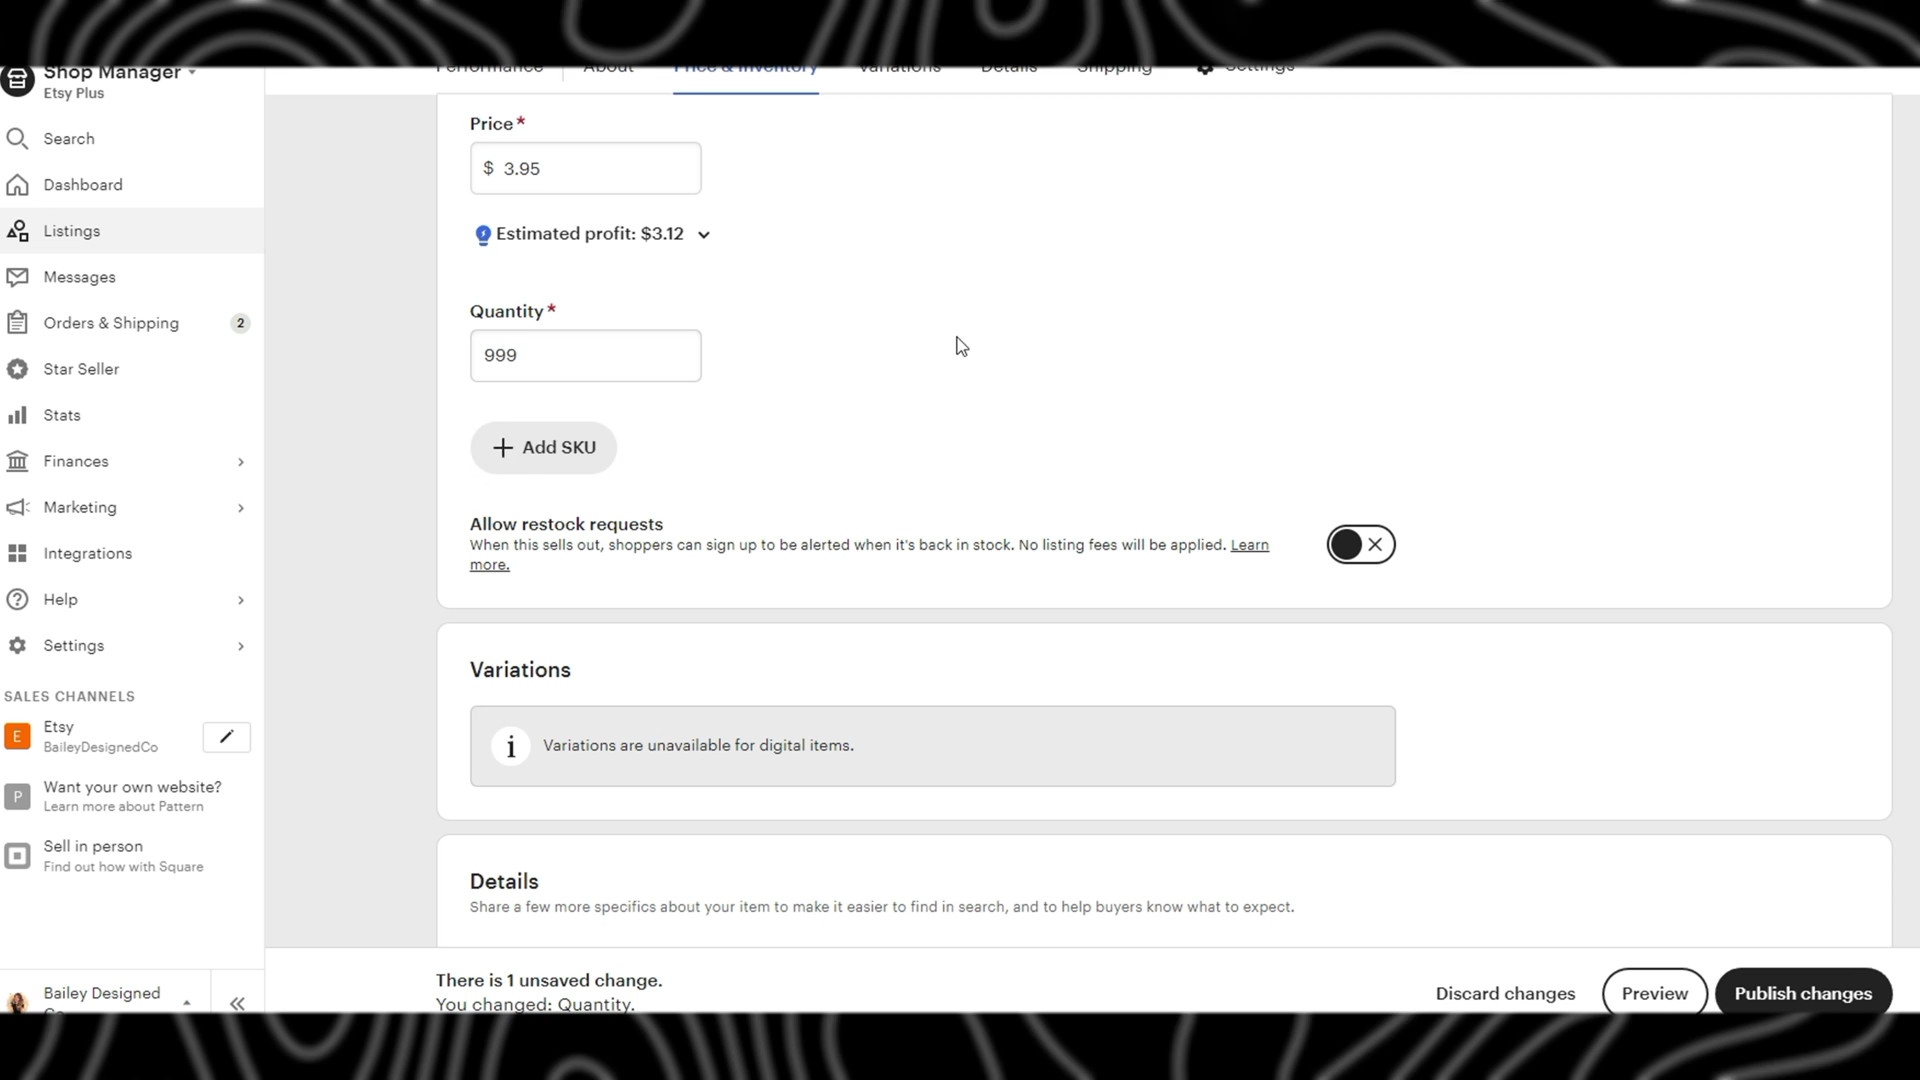 Shop Manager
Etsy Plus
Search
Dashboard
Listings
Messages
Orders & Shipping
2
Star Seller
Stats
Finances
Marketing
Integrations
Help
Settings
SALES CHANNELS
E
Etsy
BaileyDesignedCo
P
Want your own website?
Learn more about Pattern
Sell in person
Find out how with Square
Bailey Designed
Co
Performance
About
Price & Inventory
Variations
Details
Shipping
Settings
Price*
$ 3.95
Estimated profit: $3.12
Quantity*
999
+ Add SKU
Allow restock requests
When this sells out, shoppers can sign up to be alerted when it's back in stock. No listing fees will be applied. Learn
more.
Variations
i
Variations are unavailable for digital items.
Details
Share a few more specifics about your item to make it easier to find in search, and to help buyers know what to expect.
There is 1 unsaved change.
You changed: Quantity.
Discard changes
Preview
Publish changes